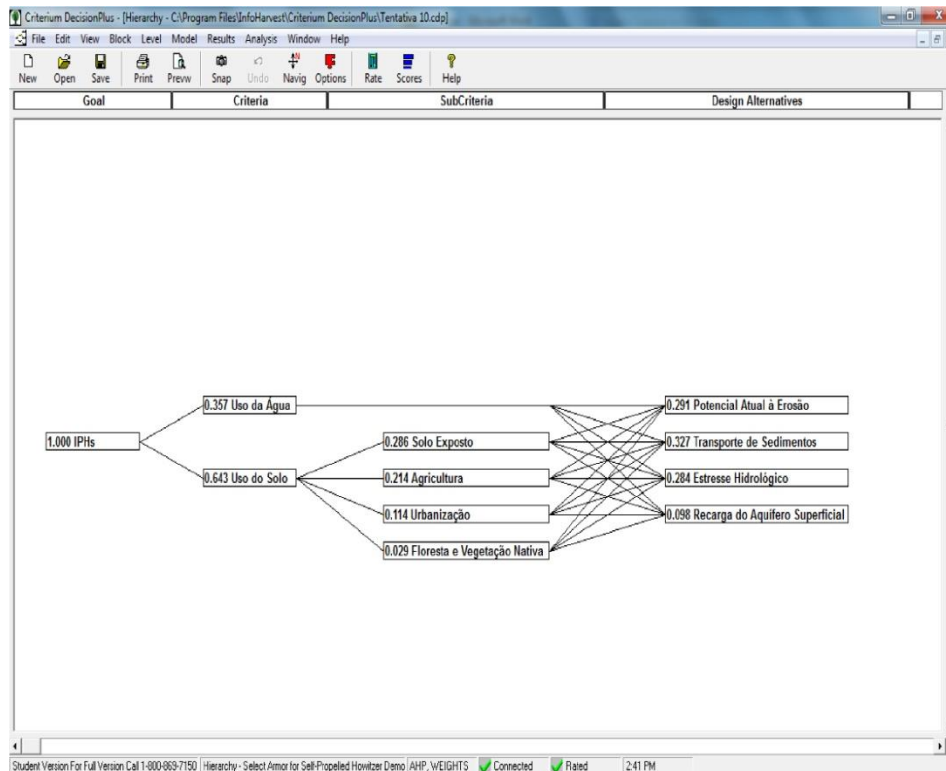 Criterium DecisionPlus - [Hierarchy - C:\Program Files\InfoHarvest\Criterium DecisionPlus\Tentativa 10.cdp]
File Edit View Block Level Model Results Analysis Window Help
New Open Save Print Prevw Snap Undo Navig Options Rate Scores Help
Goal Criteria SubCriteria Design Alternatives
0.357 Uso da Água 0.291 Potencial Atual à Erosão
1.000 IPHs 0.286 Solo Exposto 0.327 Transporte de Sedimentos
0.643 Uso do Solo 0.214 Agricultura 0.284 Estresse Hidrológico
0.114 Urbanização 0.098 Recarga do Aquífero Superficial
0.029 Floresta e Vegetação Nativa
Student Version For Full Version Call 1-800-869-7150 Hierarchy - Select Armor for Self-Propelled Howitzer Demo AHP, WEIGHTS Connected Rated 2:41 PM